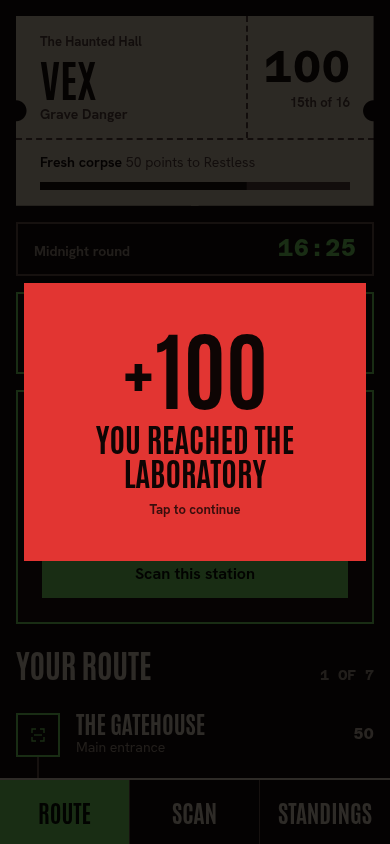 The Haunted Hall
VEX
Grave Danger
100
15th of 16
Fresh corpse 50 points to Restless
Midnight round
16:25
+100
YOU REACHED THE
LABORATORY
Tap to continue
Scan this station
YOUR ROUTE
1 OF 7
THE GATEHOUSE
Main entrance
50
ROUTE
SCAN
STANDINGS